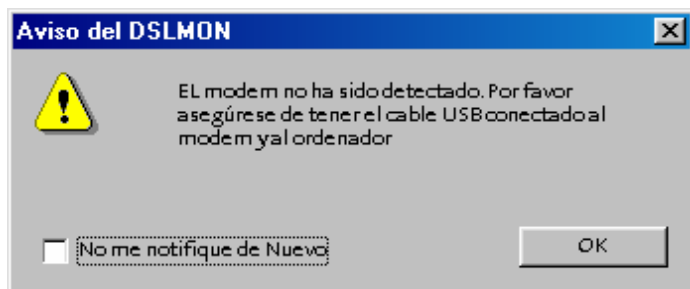 Aviso del DSLMON
EL modem no ha sido detectado. Por favor
asegúrese de tener el cable USB conectado al
modem y al ordenador
No me notifique de Nuevo
OK